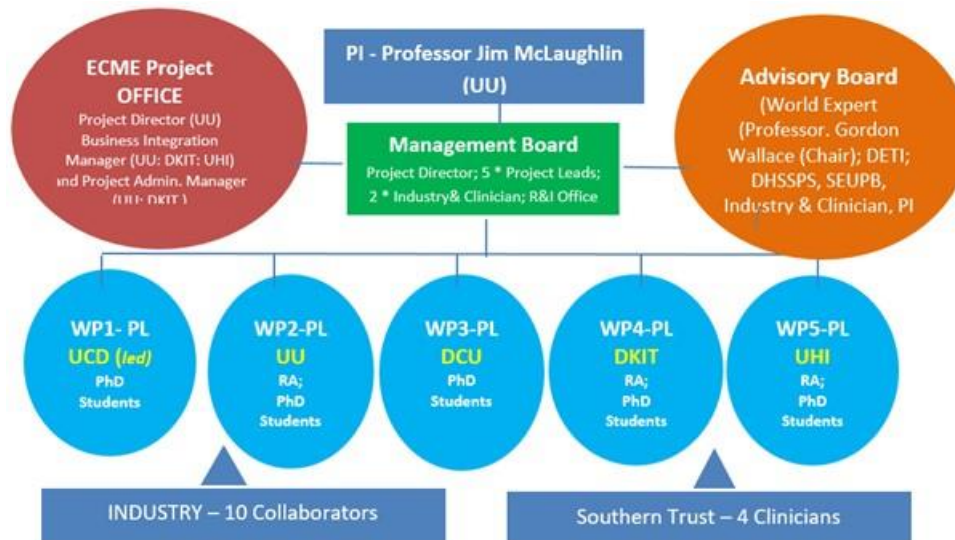 ECME Project
OFFICE
Project Director (UU)
Business Integration
Manager (UU: DKIT: UHI)
and Project Admin. Manager
(UU: DKIT )
PI - Professor Jim McLaughlin
(UU)
Management Board
Project Director; 5 * Project Leads;
2 * Industry& Clinician; R&I Office
Advisory Board
(World Expert
(Professor. Gordon
Wallace (Chair); DETI;
DHSSPS, SEUPB,
Industry & Clinician, PI
WP1- PL
UCD (led)
PhD
Students
WP2-PL
UU
RA;
PhD
Students
WP3-PL
DCU
PhD
Students
WP4-PL
DKIT
RA;
PhD
Students
WP5-PL
UHI
RA;
PhD
Students
INDUSTRY – 10 Collaborators
Southern Trust – 4 Clinicians